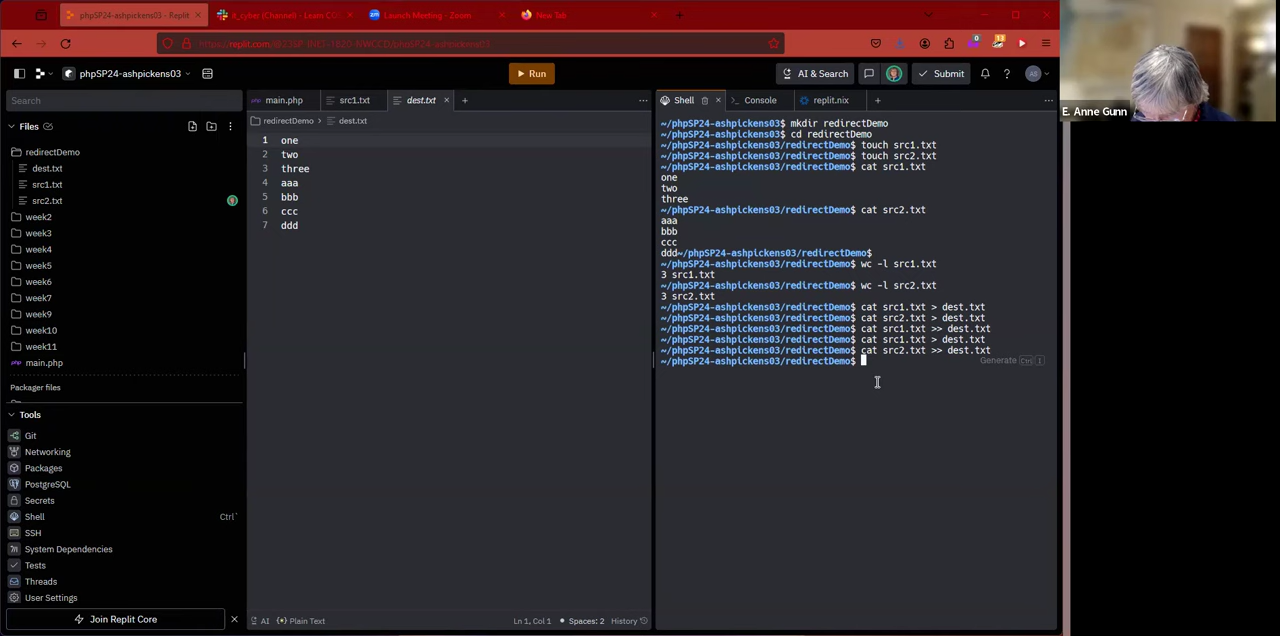 phpSP24-ashpickens03 - Replit
it_cyber (Channel) - Leans CO
Launch Meeting - Zoom
New Tab
phpSP24-ashpickens03
Run
AI & Search
Submit
AS
Search
Files
redirectDemo
dest.txt
src1.txt
src2.txt
week2
week3
week4
week5
week6
week7
week9
week10
week11
main.php
Packager files
Tools
Git
Networking
Packages
PostgreSQL
Secrets
Shell Ctrl`
SSH
System Dependencies
Tests
Threads
User Settings
Join Replit Core
main.php
src1.txt
dest.txt
redirectDemo > dest.txt
1 one
2 two
3 three
4 aaa
5 bbb
6 ccc
7 ddd
AI Plain Text Ln 1, Col 1 Spaces: 2 History
Shell
Console
replit.nix
~/phpSP24-ashpickens03$ mkdir redirectDemo
~/phpSP24-ashpickens03$ cd redirectDemo
~/phpSP24-ashpickens03/redirectDemo$ touch src1.txt
~/phpSP24-ashpickens03/redirectDemo$ touch src2.txt
~/phpSP24-ashpickens03/redirectDemo$ cat src1.txt
one
two
three
~/phpSP24-ashpickens03/redirectDemo$ cat src2.txt
aaa
bbb
ccc
ddd~/phpSP24-ashpickens03/redirectDemo$
~/phpSP24-ashpickens03/redirectDemo$ wc -l src1.txt
3 src1.txt
~/phpSP24-ashpickens03/redirectDemo$ wc -l src2.txt
3 src2.txt
~/phpSP24-ashpickens03/redirectDemo$ cat src1.txt > dest.txt
~/phpSP24-ashpickens03/redirectDemo$ cat src2.txt > dest.txt
~/phpSP24-ashpickens03/redirectDemo$ cat src1.txt >> dest.txt
~/phpSP24-ashpickens03/redirectDemo$ cat src1.txt > dest.txt
~/phpSP24-ashpickens03/redirectDemo$ cat src2.txt >> dest.txt
~/phpSP24-ashpickens03/redirectDemo$
Generate Ctrl I
E. Anne Gunn